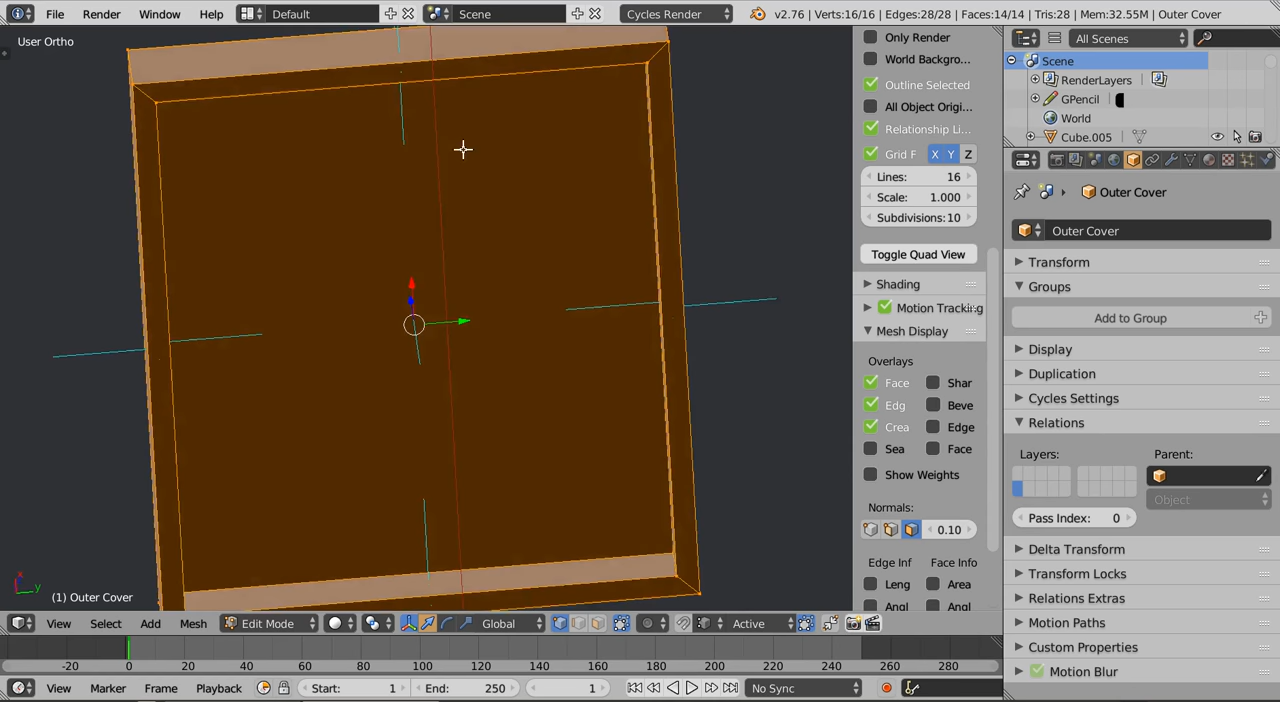 File Render Window Help Default Scene Cycles Render v2.76 | Verts:16/16 | Edges:28/28 | Faces:14/14 | Tris:28 | Mem:32.55M | Outer Cover
User Ortho
Only Render
World Backgro...
Outline Selected
All Object Origi...
Relationship Li...
Grid F X Y Z
Lines: 16
Scale: 1.000
Subdivisions: 10
Toggle Quad View
Shading
Motion Tracking
Mesh Display
Overlays
Face Shar
Edg Beve
Crea Edge
Sea Face
Show Weights
Normals:
0.10
Edge Inf Face Info
Leng Area
Angl Angl
View All Scenes
Scene
RenderLayers
GPencil
World
Cube.005
Outer Cover
Outer Cover
Transform
Groups
Add to Group
Display
Duplication
Cycles Settings
Relations
Layers: Parent:
Object
Pass Index: 0
Delta Transform
Transform Locks
Relations Extras
Motion Paths
Custom Properties
Motion Blur
x y
(1) Outer Cover
View Select Add Mesh Edit Mode Global Active
-20 0 20 40 60 80 100 120 140 160 180 200 220 240 260 280
View Marker Frame Playback Start: 1 End: 250 1 No Sync